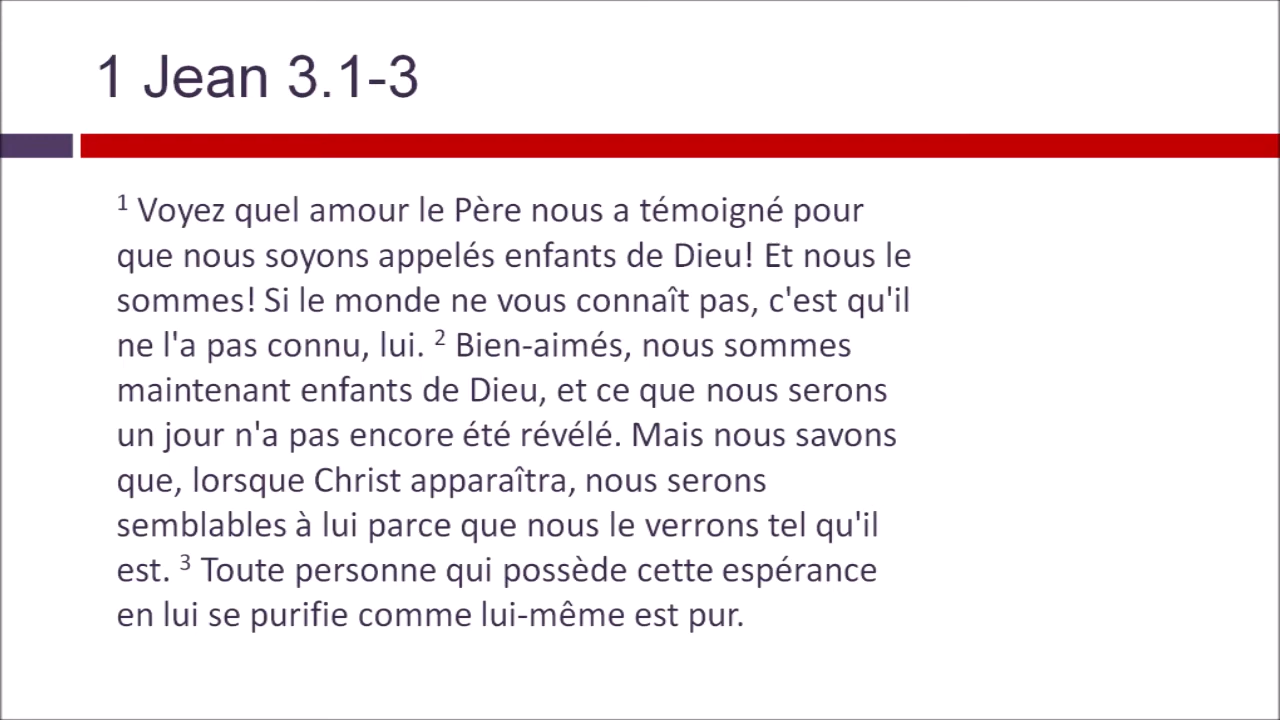 1 Jean 3.1-3
1 Voyez quel amour le Père nous a témoigné pour
que nous soyons appelés enfants de Dieu! Et nous le
sommes! Si le monde ne vous connaît pas, c'est qu'il
ne l'a pas connu, lui. 2 Bien-aimés, nous sommes
maintenant enfants de Dieu, et ce que nous serons
un jour n'a pas encore été révélé. Mais nous savons
que, lorsque Christ apparaîtra, nous serons
semblables à lui parce que nous le verrons tel qu'il
est. 3 Toute personne qui possède cette espérance
en lui se purifie comme lui-même est pur.